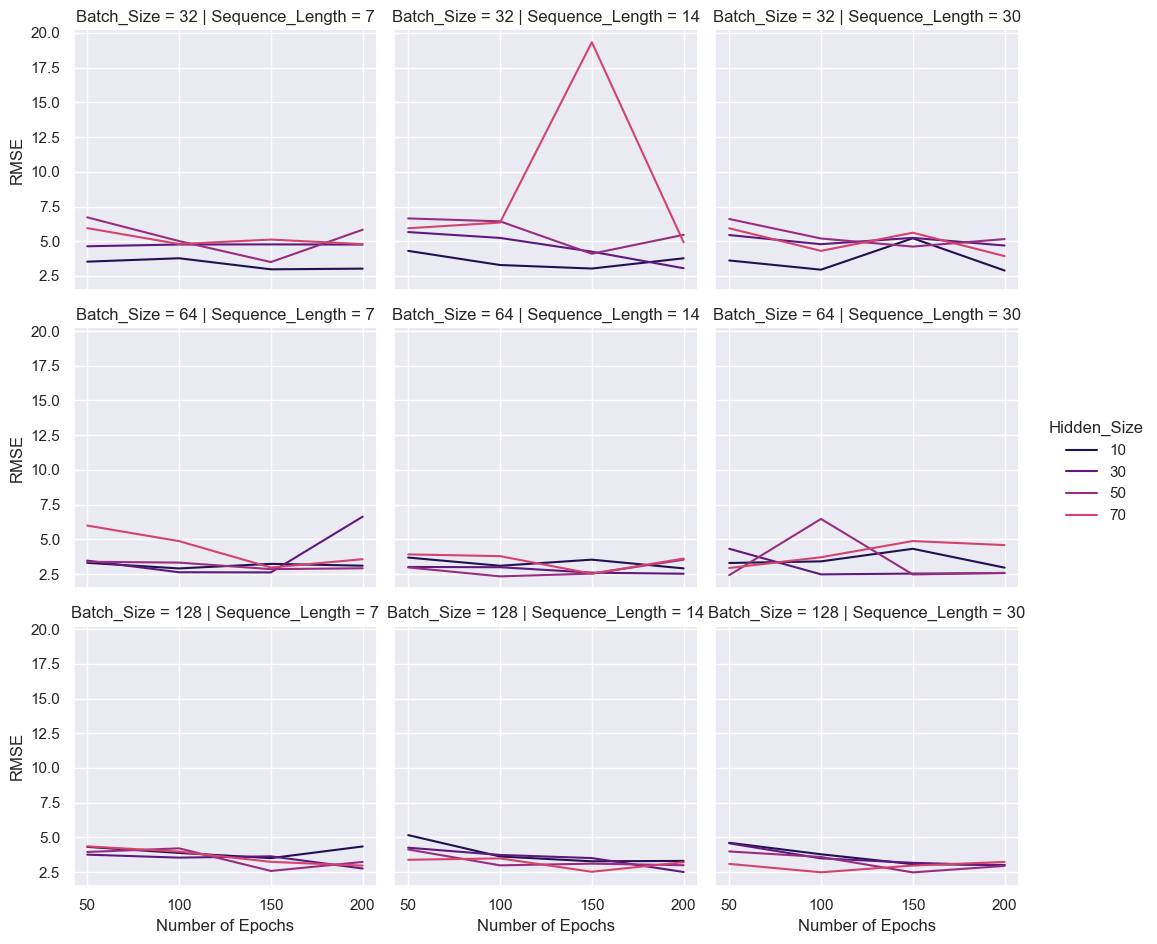 Batch_Size = 32 | Sequence_Length = 7
Batch_Size = 32 | Sequence_Length = 14
Batch_Size = 32 | Sequence_Length = 30
20.0
17.5
15.0
12.5
10.0
7.5
5.0
2.5
RMSE
Batch_Size = 64 | Sequence_Length = 7
Batch_Size = 64 | Sequence_Length = 14
Batch_Size = 64 | Sequence_Length = 30
20.0
17.5
15.0
12.5
10.0
7.5
5.0
2.5
RMSE
Hidden_Size
10
30
50
70
Batch_Size = 128 | Sequence_Length = 7
Batch_Size = 128 | Sequence_Length = 14
Batch_Size = 128 | Sequence_Length = 30
20.0
17.5
15.0
12.5
10.0
7.5
5.0
2.5
RMSE
50 100 150 200
50 100 150 200
50 100 150 200
Number of Epochs
Number of Epochs
Number of Epochs